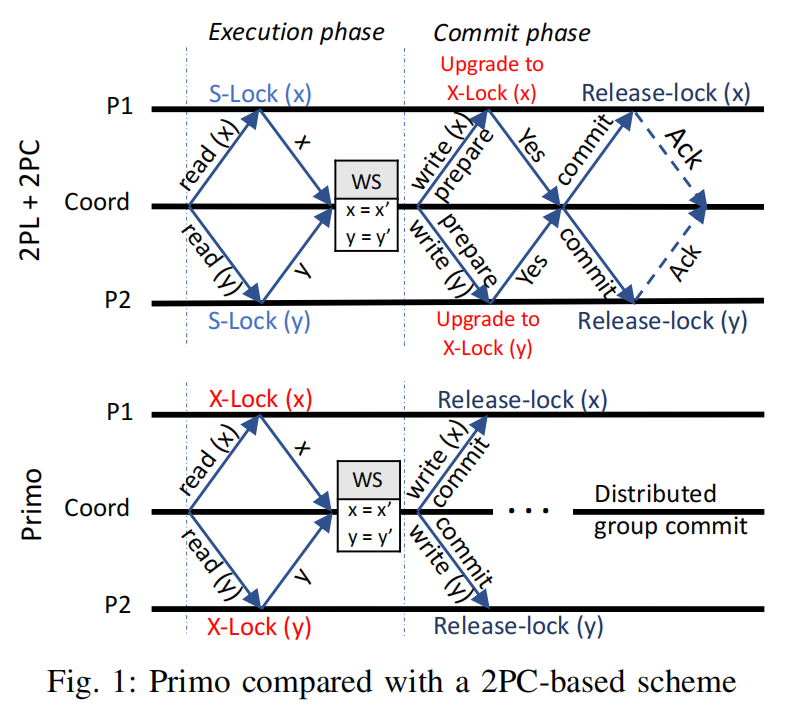 Execution phase
Commit phase
2PL + 2PC
P1
Coord
P2
S-Lock (x)
S-Lock (y)
read (x)
read (y)
x
y
WS
x = x’
y = y’
Upgrade to
X-Lock (x)
Upgrade to
X-Lock (y)
write (x)
prepare
prepare
write (y)
Yes
Yes
commit
commit
Release-lock (x)
Release-lock (y)
Ack
Ack
Primo
P1
Coord
P2
X-Lock (x)
X-Lock (y)
read (x)
read (y)
x
y
WS
x = x’
y = y’
Release-lock (x)
write (x)
commit
commit
write (y)
Release-lock (y)
· · ·
Distributed
group commit
Fig. 1: Primo compared with a 2PC-based scheme